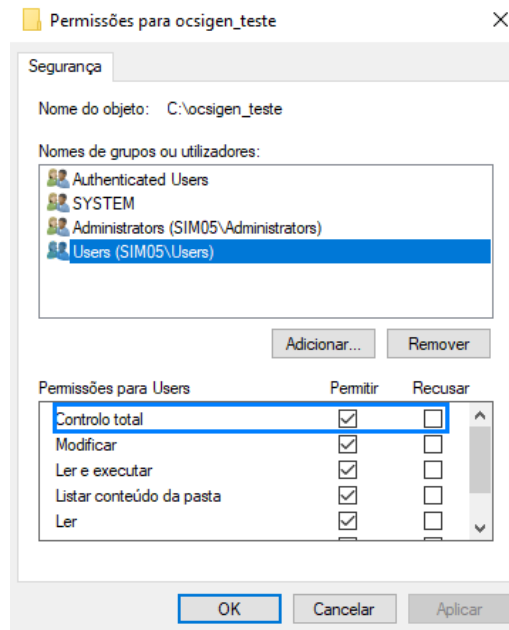 Permissões para ocsigen_teste
Segurança
Nome do objeto: C:\ocsigen_teste
Nomes de grupos ou utilizadores:
Authenticated Users
SYSTEM
Administrators (SIM05\Administrators)
Users (SIM05\Users)
Adicionar... Remover
Permissões para Users Permitir Recusar
Controlo total
Modificar
Ler e executar
Listar conteúdo da pasta
Ler
OK Cancelar Aplicar